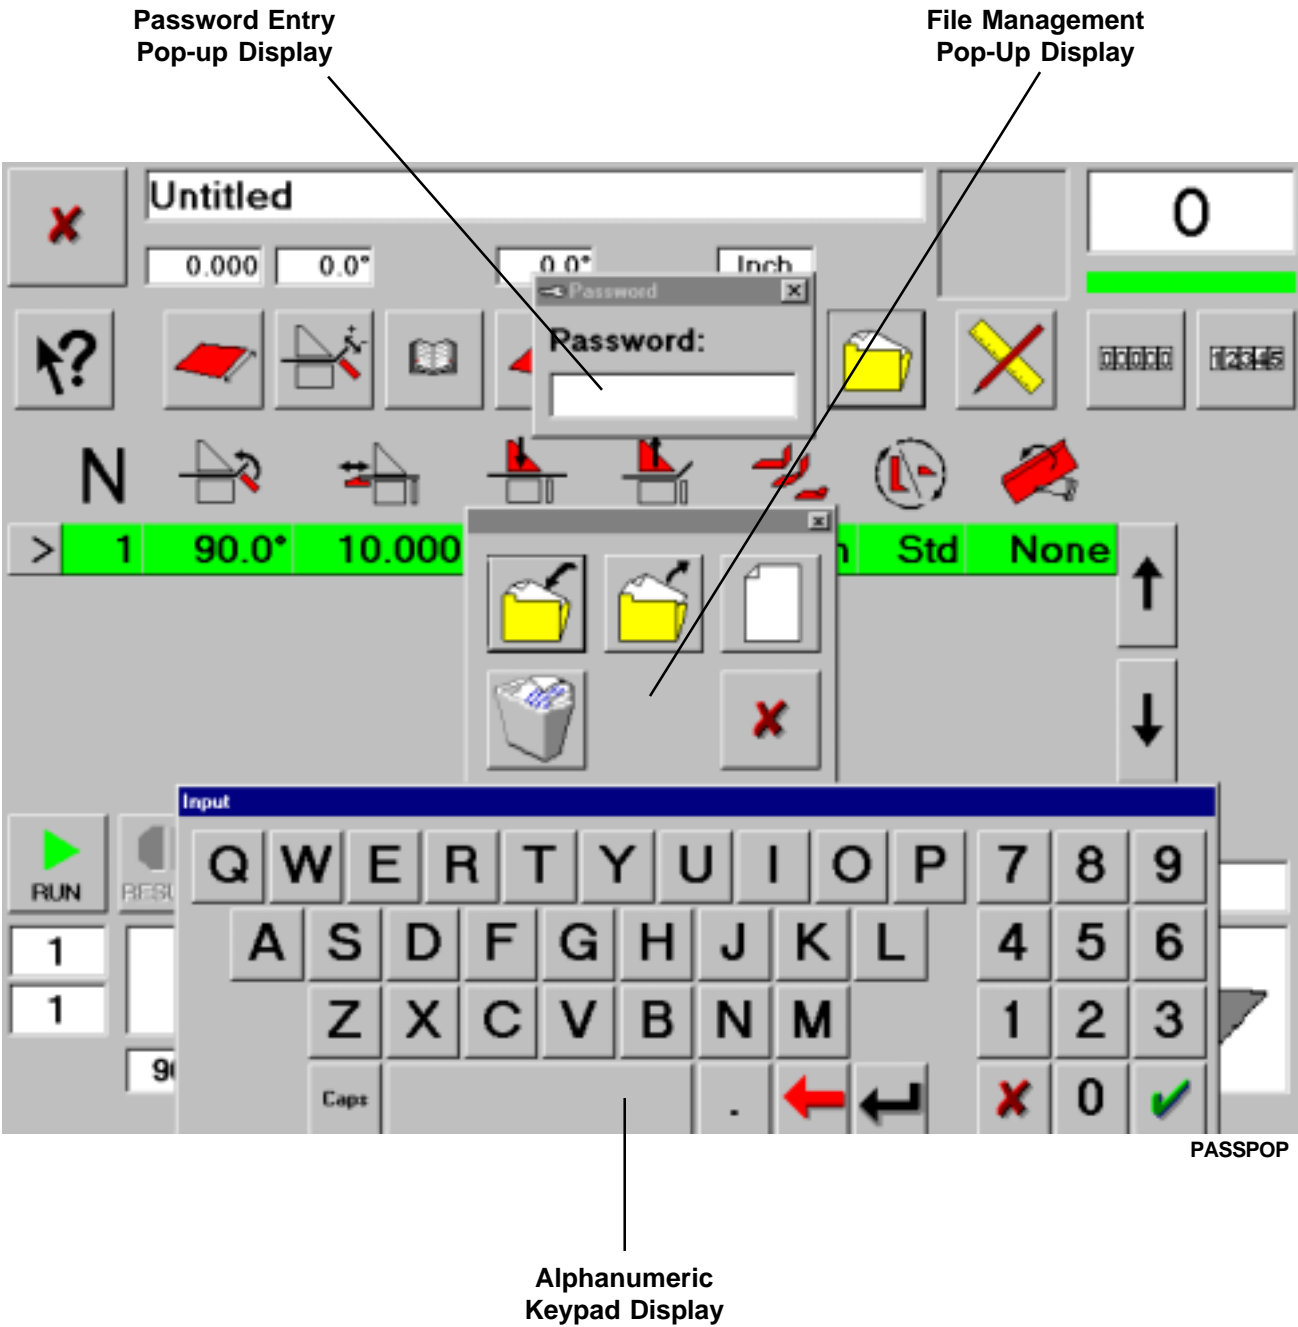 Password Entry
Pop-up Display
File Management
Pop-Up Display
Untitled
0
0.000 0.0° 0.0° Inch
Password
Password:
?
00000 12345
N
> 1 90.0° 10.000 Std None
Input
Q W E R T Y U I O P 7 8 9
RUN
A S D F G H J K L 4 5 6
1
Z X C V B N M 1 2 3
1
Caps . 0
PASSPOP
Alphanumeric
Keypad Display